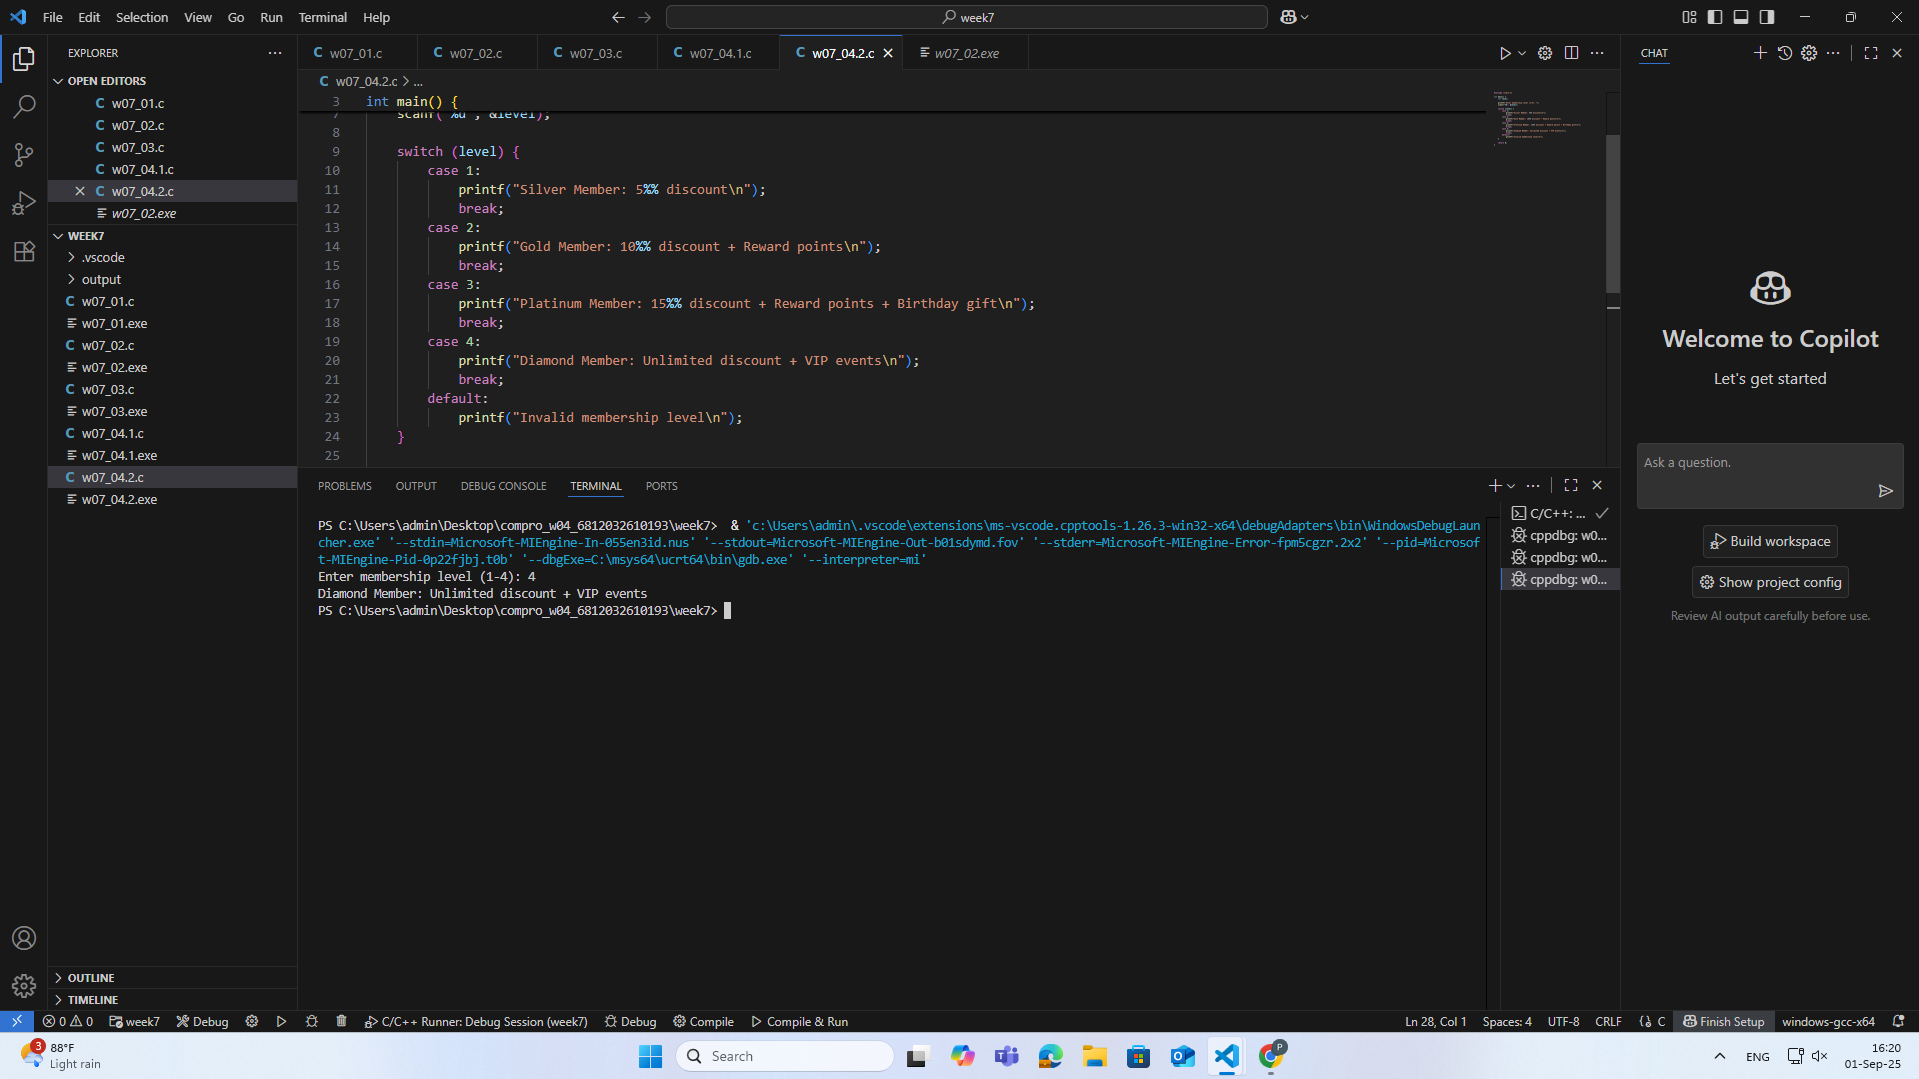 File Edit Selection View Go Run Terminal Help
week7
EXPLORER
OPEN EDITORS
w07_01.c
w07_02.c
w07_03.c
w07_04.1.c
w07_04.2.c
w07_02.exe
WEEK7
.vscode
output
C w07_01.c
w07_01.exe
C w07_02.c
w07_02.exe
C w07_03.c
w07_03.exe
C w07_04.1.c
w07_04.1.exe
C w07_04.2.c
w07_04.2.exe
OUTLINE
TIMELINE
C w07_01.c C w07_02.c C w07_03.c C w07_04.1.c C w07_04.2.c w07_02.exe
C w07_04.2.c > ...
3 int main() {
7 scanf("%d", &level);
8
9 switch (level) {
10 case 1:
11 printf("Silver Member: 5%% discount\n");
12 break;
13 case 2:
14 printf("Gold Member: 10%% discount + Reward points\n");
15 break;
16 case 3:
17 printf("Platinum Member: 15%% discount + Reward points + Birthday gift\n");
18 break;
19 case 4:
20 printf("Diamond Member: Unlimited discount + VIP events\n");
21 break;
22 default:
23 printf("Invalid membership level\n");
24 }
25
PROBLEMS OUTPUT DEBUG CONSOLE TERMINAL PORTS
PS C:\Users\admin\Desktop\compro_w04_6812032610193\week7> & 'c:\Users\admin\.vscode\extensions\ms-vscode.cpptools-1.26.3-win32-x64\debugAdapters\bin\WindowsDebugLaun
cher.exe' '--stdin=Microsoft-MIEngine-In-055en3id.nus' '--stdout=Microsoft-MIEngine-Out-b01sdymd.fov' '--stderr=Microsoft-MIEngine-Error-fpm5cgzr.2x2' '--pid=Microsof
t-MIEngine-Pid-0p22fjbj.t0b' '--dbgExe=C:\msys64\ucrt64\bin\gdb.exe' '--interpreter=mi'
Enter membership level (1-4): 4
Diamond Member: Unlimited discount + VIP events
PS C:\Users\admin\Desktop\compro_w04_6812032610193\week7>
C/C++: ...
cppdbg: w0...
cppdbg: w0...
cppdbg: w0...
CHAT
Welcome to Copilot
Let's get started
Ask a question.
Build workspace
Show project config
Review AI output carefully before use.
0 0 week7 Debug C/C++ Runner: Debug Session (week7) Debug Compile Compile & Run
Ln 28, Col 1 Spaces: 4 UTF-8 CRLF {} C Finish Setup windows-gcc-x64
3
88°F
Light rain
Search
P
ENG
16:20
01-Sep-25